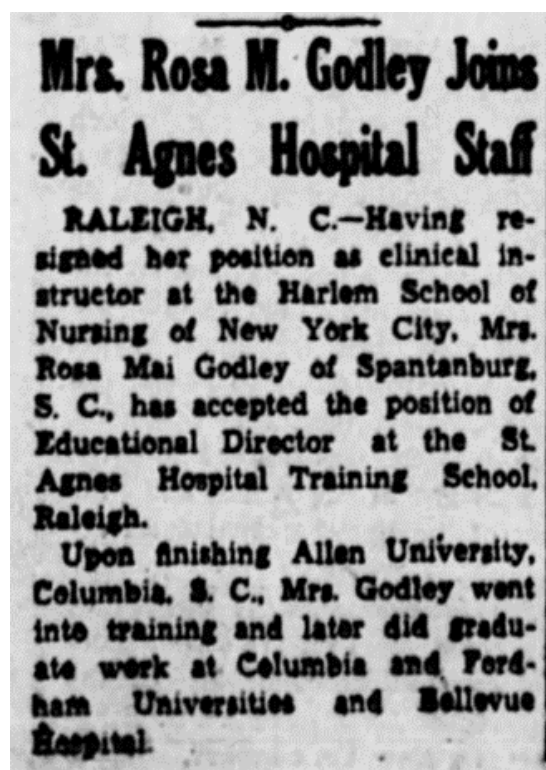 Mrs. Rosa M. Godley Joins
St. Agnes Hospital Staff
RALEIGH, N. C.—Having re-
signed her position as clinical in-
structor at the Harlem School of
Nursing of New York City, Mrs.
Rosa Mai Godley of Spantanburg,
S. C., has accepted the position of
Educational Director at the St.
Agnes Hospital Training School,
Raleigh.
Upon finishing Allen University,
Columbia, S. C., Mrs. Godley went
into training and later did gradu-
ate work at Columbia and Ford-
ham Universities and Bellevue
Hospital.